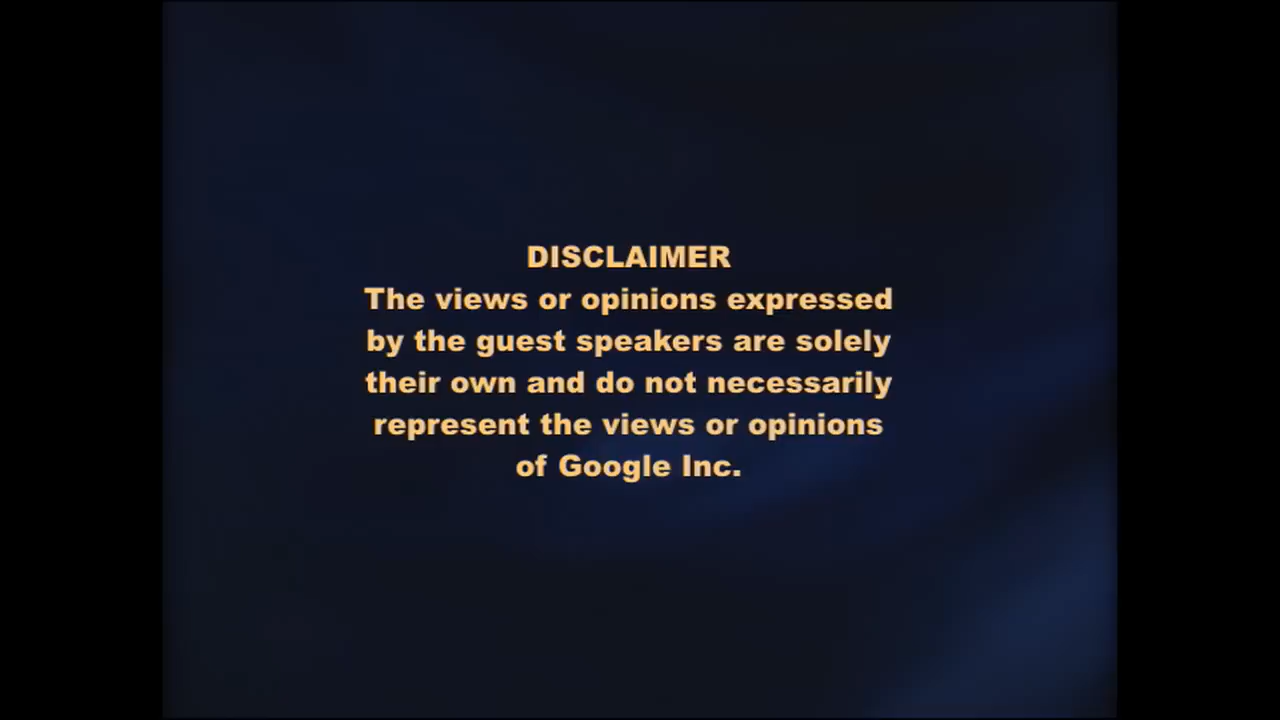 DISCLAIMER
The views or opinions expressed
by the guest speakers are solely
their own and do not necessarily
represent the views or opinions
of Google Inc.